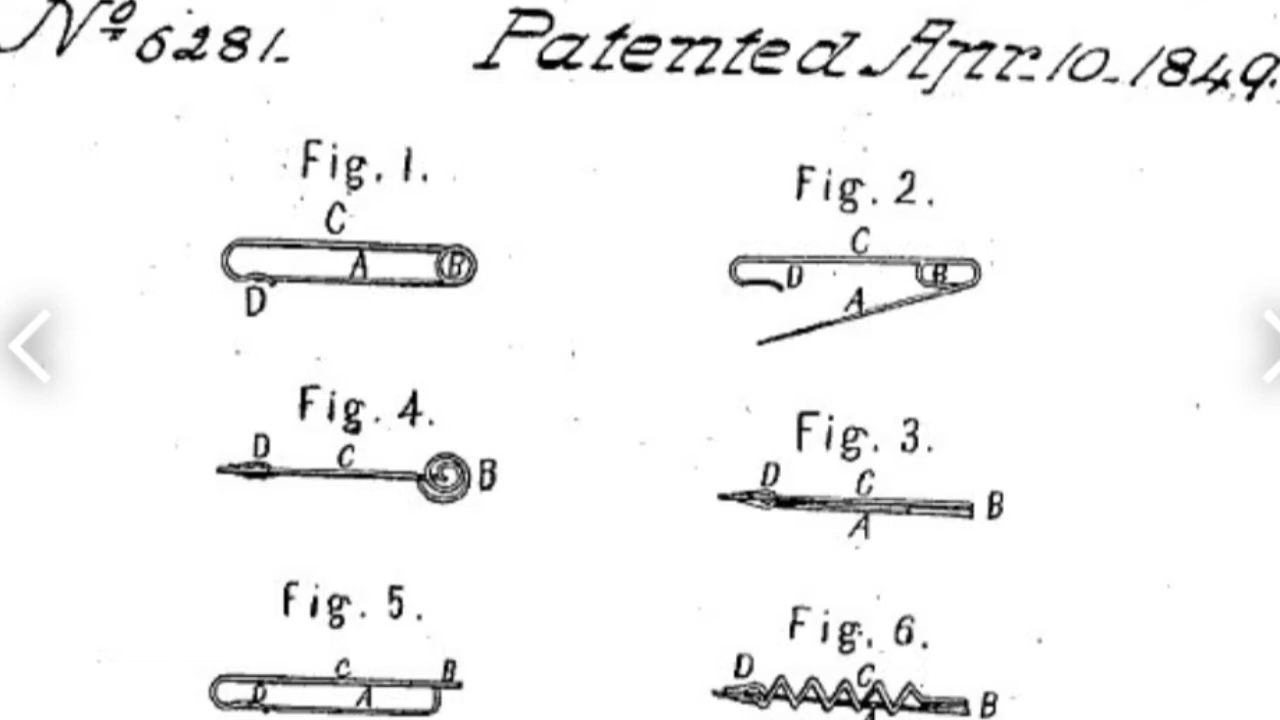 Nº 6281. Patented Apr. 10. 1849.
Fig. 1. Fig. 2.
C C
A B D B
D A
Fig. 4. Fig. 3.
D C B D C B
A
Fig. 5. Fig. 6.
C B D C B
D A A